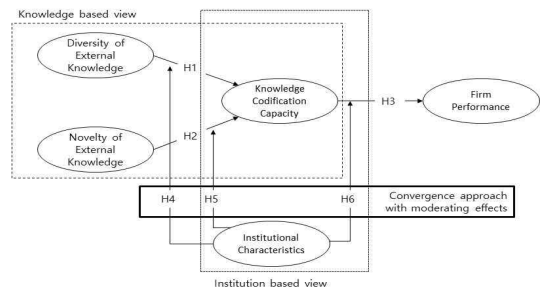 Knowledge based view
Diversity of
External
Knowledge
H1
Knowledge
Codification
Capacity
H3
Firm
Performance
Novelty of
External
Knowledge
H2
H4
H5
H6
Convergence approach
with moderating effects
Institutional
Characteristics
Institution based view